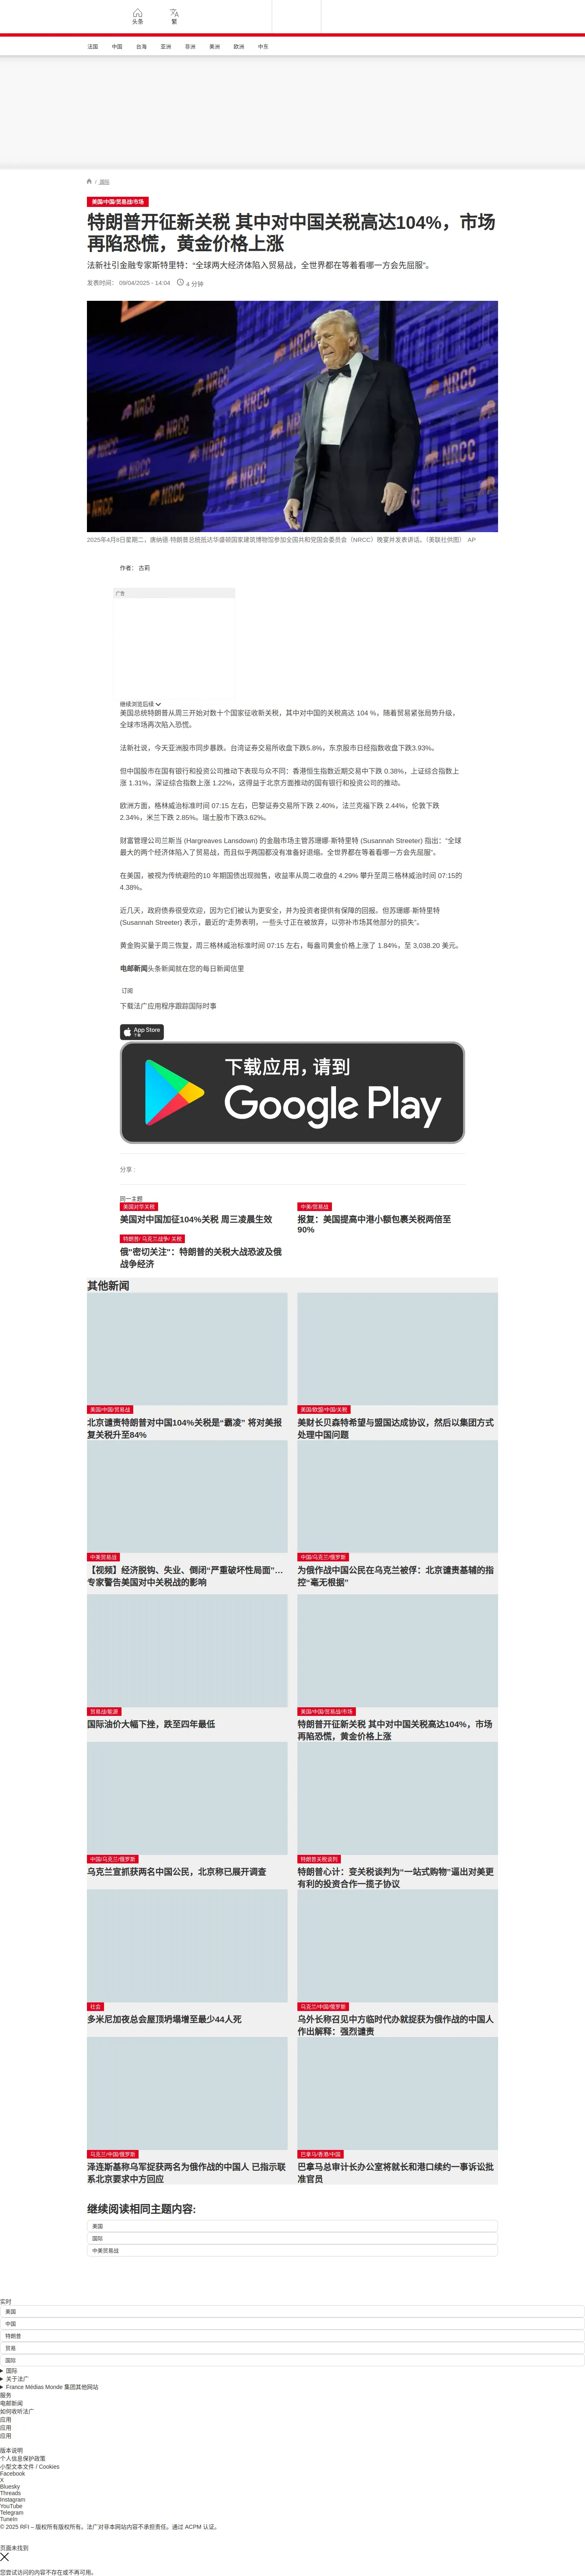 头条
繁
法国 中国 台海 亚洲 非洲 美洲 欧洲 中东
/ 国际
美国/中国/贸易战/市场
特朗普开征新关税 其中对中国关税高达104%，市场
再陷恐慌，黄金价格上涨
法新社引金融专家斯特里特：“全球两大经济体陷入贸易战，全世界都在等着看哪一方会先屈服”。
发表时间： 09/04/2025 - 14:04 4 分钟
NRCC
2025年4月8日星期二，唐纳德·特朗普总统抵达华盛顿国家建筑博物馆参加全国共和党国会委员会（NRCC）晚宴并发表讲话。（美联社供图） AP
作者： 古莉
广告
继续浏览后续
美国总统特朗普从周三开始对数十个国家征收新关税，其中对中国的关税高达 104 %，随着贸易紧张局势升级，
全球市场再次陷入恐慌。
法新社说，今天亚洲股市同步暴跌。台湾证券交易所收盘下跌5.8%，东京股市日经指数收盘下跌3.93%。
但中国股市在国有银行和投资公司推动下表现与众不同：香港恒生指数近期交易中下跌 0.38%，上证综合指数上
涨 1.31%，深证综合指数上涨 1.22%，这得益于北京方面推动的国有银行和投资公司的推动。
欧洲方面，格林威治标准时间 07:15 左右，巴黎证券交易所下跌 2.40%，法兰克福下跌 2.44%，伦敦下跌
2.34%，米兰下跌 2.85%。瑞士股市下跌3.62%。
财富管理公司兰斯当 (Hargreaves Lansdown) 的金融市场主管苏珊娜·斯特里特 (Susannah Streeter) 指出：“全球
最大的两个经济体陷入了贸易战，而且似乎两国都没有准备好退缩。全世界都在等着看哪一方会先屈服”。
在美国，被视为传统避险的10 年期国债出现抛售，收益率从周二收盘的 4.29% 攀升至周三格林威治时间 07:15的
4.38%。
近几天，政府债券很受欢迎，因为它们被认为更安全，并为投资者提供有保障的回报。但苏珊娜·斯特里特
(Susannah Streeter) 表示，最近的“走势表明，一些头寸正在被放弃，以弥补市场其他部分的损失”。
黄金购买量于周三恢复，周三格林威治标准时间 07:15 左右，每盎司黄金价格上涨了 1.84%，至 3,038.20 美元。
电邮新闻头条新闻就在您的每日新闻信里
订阅
下载法广应用程序跟踪国际时事
App Store
下载
下载应用，请到
Google Play
分享 :
同一主题
美国对华关税
美国对中国加征104%关税 周三凌晨生效
中美/贸易战
报复：美国提高中港小额包裹关税两倍至
90%
特朗普/ 马克兰战争/ 关税
俄“密切关注”：特朗普的关税大战恐波及俄
战争经济
其他新闻
美国/中国/贸易战
北京谴责特朗普对中国104%关税是“霸凌” 将对美报
复关税升至84%
美国/欧盟/中国/关税
美财长贝森特希望与盟国达成协议，然后以集团方式
处理中国问题
中美贸易战
【视频】经济脱钩、失业、倒闭“严重破坏性局面”…
专家警告美国对中关税战的影响
中国/乌克兰/俄罗斯
为俄作战中国公民在乌克兰被俘：北京谴责基辅的指
控“毫无根据”
贸易战/能源
国际油价大幅下挫，跌至四年最低
美国/中国/贸易战/市场
特朗普开征新关税 其中对中国关税高达104%，市场
再陷恐慌，黄金价格上涨
中国/乌克兰/俄罗斯
乌克兰宣抓获两名中国公民，北京称已展开调查
特朗普关税谈判
特朗普心计：变关税谈判为“一站式购物”逼出对美更
有利的投资合作一揽子协议
社会
多米尼加夜总会屋顶坍塌增至最少44人死
乌克兰/中国/俄罗斯
乌外长称召见中方临时代办就捉获为俄作战的中国人
作出解释：强烈谴责
乌克兰/中国/俄罗斯
泽连斯基称乌军捉获两名为俄作战的中国人 已指示联
系北京要求中方回应
巴拿马/香港/中国
巴拿马总审计长办公室将就长和港口续约一事诉讼批
准官员
继续阅读相同主题内容:
美国
国际
中美贸易战
实时
美国
中国
特朗普
贸易
国际
国际
关于法广
France Médias Monde 集团其他网站
服务
电邮新闻
如何收听法广
应用
应用
应用
版本说明
个人信息保护政策
小型文本文件 / Cookies
Facebook
X
Bluesky
Threads
Instagram
YouTube
Telegram
TuneIn
© 2025 RFI – 版权所有版权所有。法广对非本网站内容不承担责任。通过 ACPM 认证。
页面未找到
您尝试访问的内容不存在或不再可用。